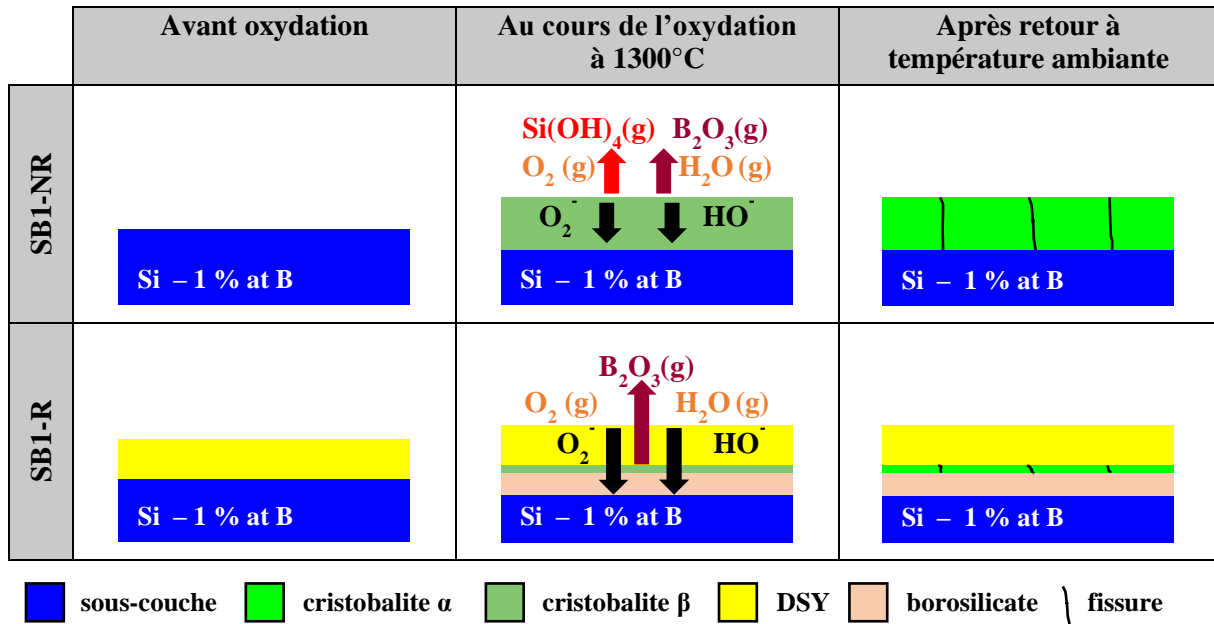 Avant oxydation
Au cours de l'oxydation
à 1300°C
Après retour à
température ambiante
SB1-NR
Si – 1 % at B
Si(OH)₄(g) B₂O₃(g)
O₂ (g) H₂O (g)
O₂⁻ HO⁻
Si – 1 % at B
Si – 1 % at B
SB1-R
Si – 1 % at B
B₂O₃(g)
O₂ (g) H₂O (g)
O₂⁻ HO⁻
Si – 1 % at B
Si – 1 % at B
sous-couche cristobalite α cristobalite β DSY borosilicate fissure